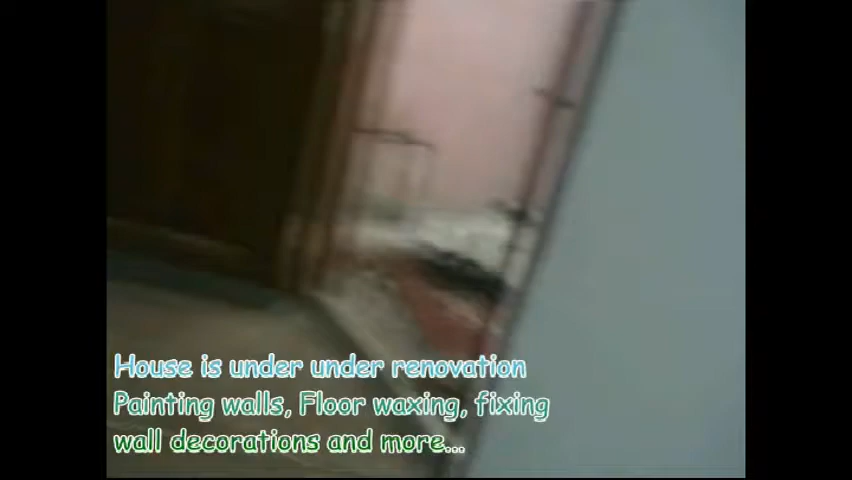 House is under under renovation
Painting walls, Floor waxing, fixing
wall decorations and more...